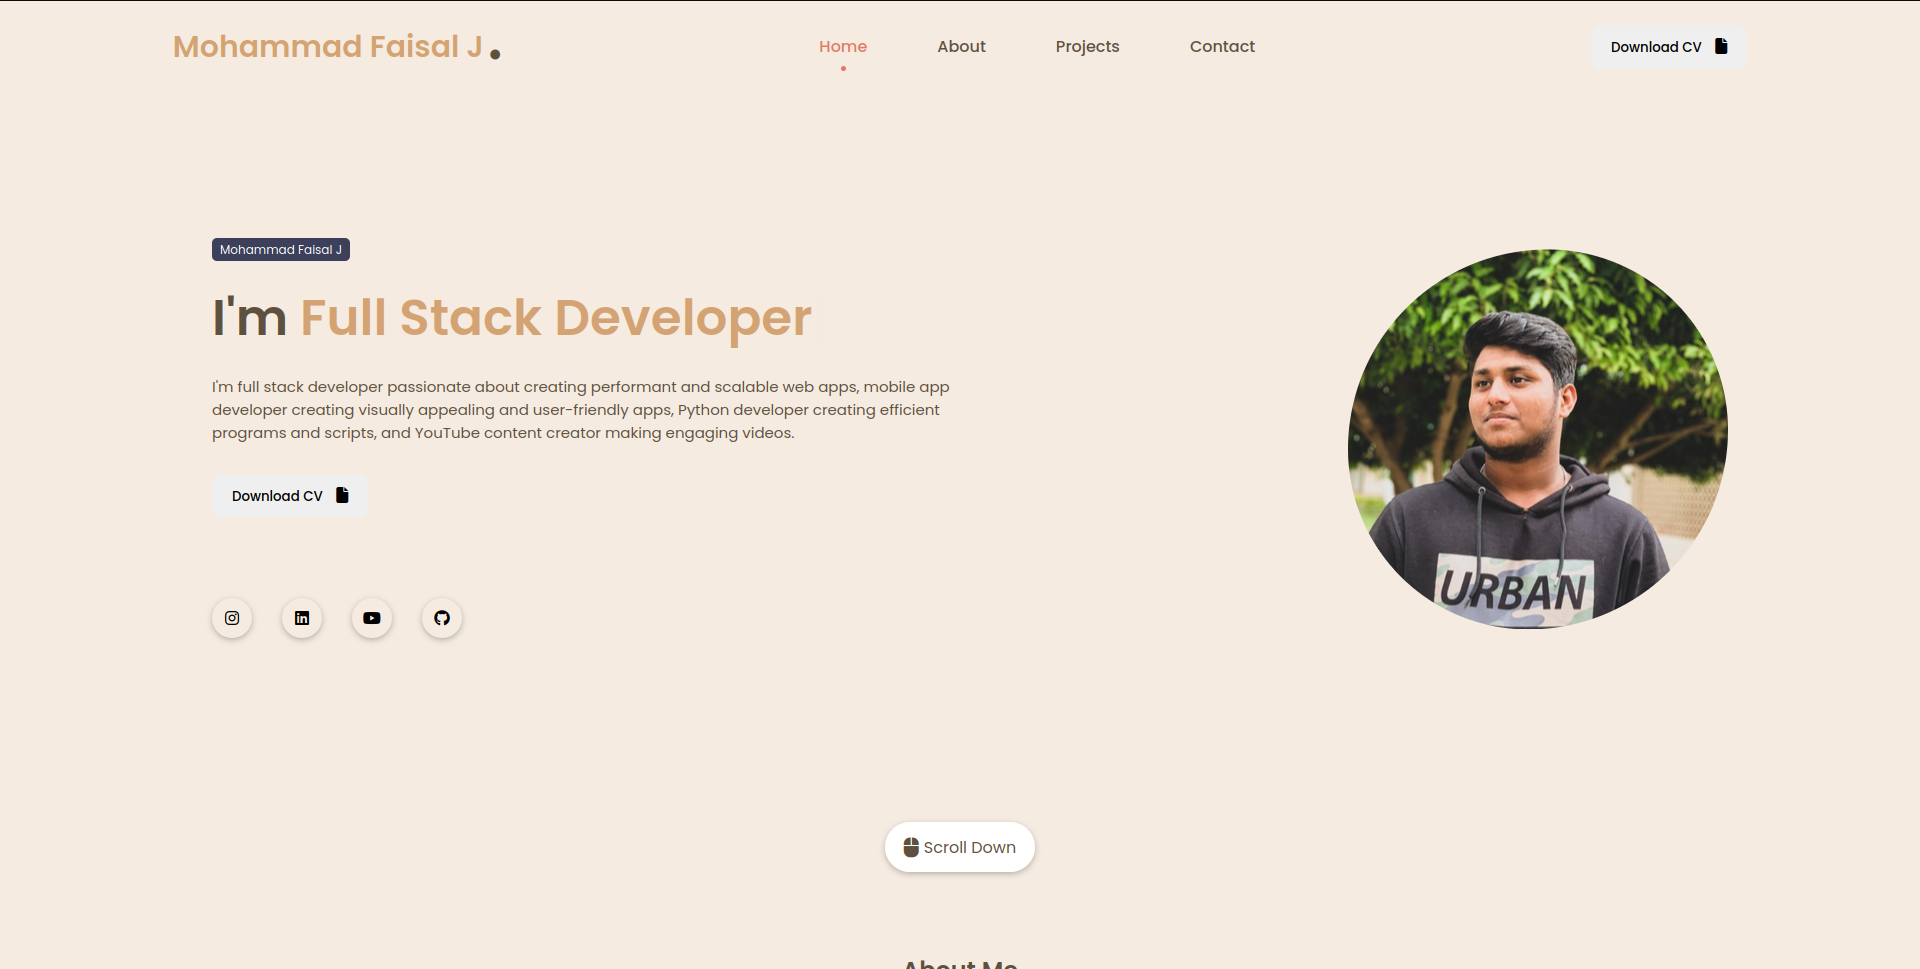 Mohammad Faisal J .
Home
About
Projects
Contact
Download CV
Mohammad Faisal J
I'm Full Stack Developer
I'm full stack developer passionate about creating performant and scalable web apps, mobile app
developer creating visually appealing and user-friendly apps, Python developer creating efficient
programs and scripts, and YouTube content creator making engaging videos.
Download CV
URBAN
Scroll Down
About Me